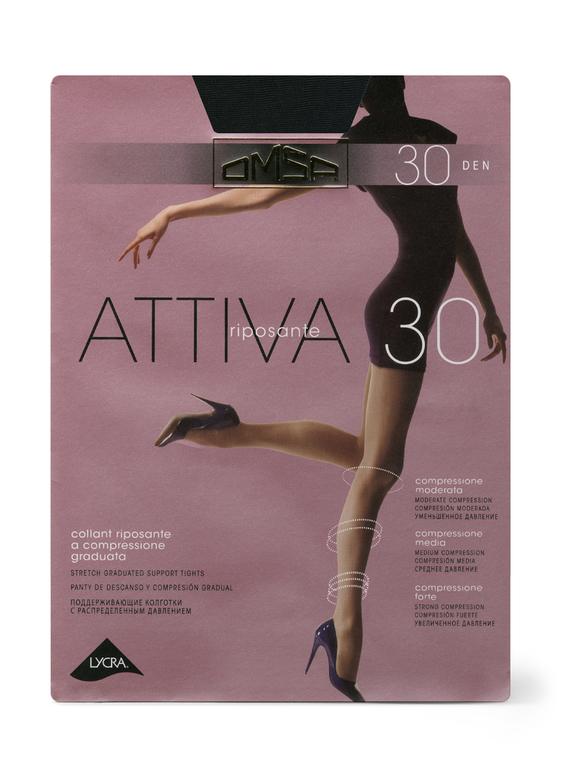 OMSA
30 DEN
ATTIVA 30
riposante
compressione
moderata
MODERATE COMPRESSION
COMPRESIÓN MODERADA
УМЕНЬШЕННОЕ ДАВЛЕНИЕ
compressione
media
MEDIUM COMPRESSION
COMPRESIÓN MEDIA
СРЕДНЕЕ ДАВЛЕНИЕ
compressione
forte
STRONG COMPRESSION
COMPRESIÓN FUERTE
УВЕЛИЧЕННОЕ ДАВЛЕНИЕ
collant riposante
a compressione
graduata
STRETCH GRADUATED SUPPORT TIGHTS
PANTY DE DESCANSO Y COMPRESIÓN GRADUAL
ПОДДЕРЖИВАЮЩИЕ КОЛГОТКИ
С РАСПРЕДЕЛЕННЫМ ДАВЛЕНИЕМ
LYCRA®